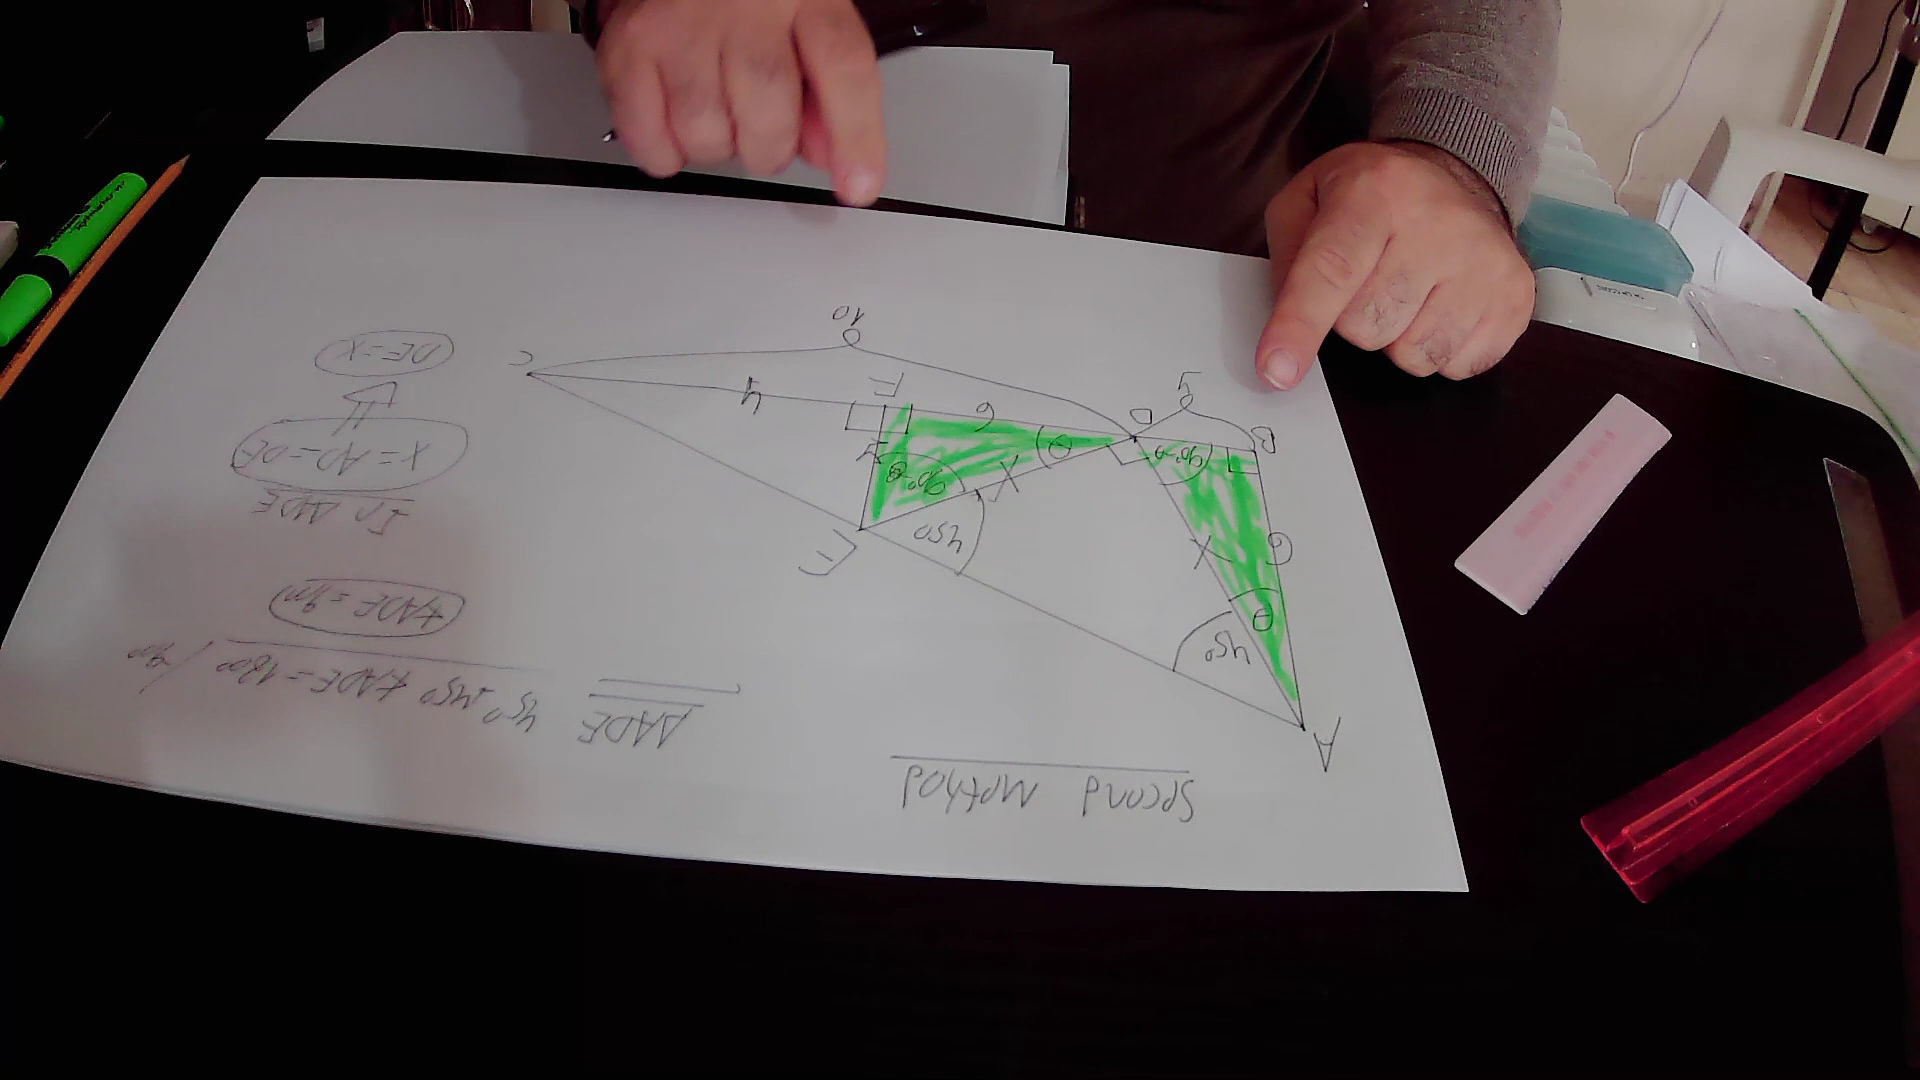 Second Method
ΔADE
45° + 45° + ∡ADE = 180° / 90°
∡ADE = 90°
In ΔADE
X = AD = DE
⇓
DE = X
A
45°
θ
6
X
B
5
90°-θ
D
θ
6
X
45°
90°-θ
5
E
F
4
10
C